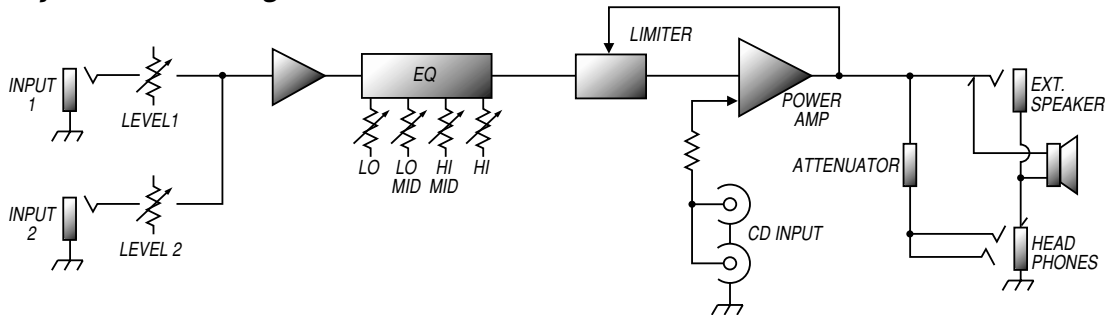 INPUT
1
LEVEL1
INPUT
2
LEVEL 2
EQ
LO
LO
MID
HI
MID
HI
LIMITER
POWER
AMP
CD INPUT
ATTENUATOR
EXT.
SPEAKER
HEAD
PHONES